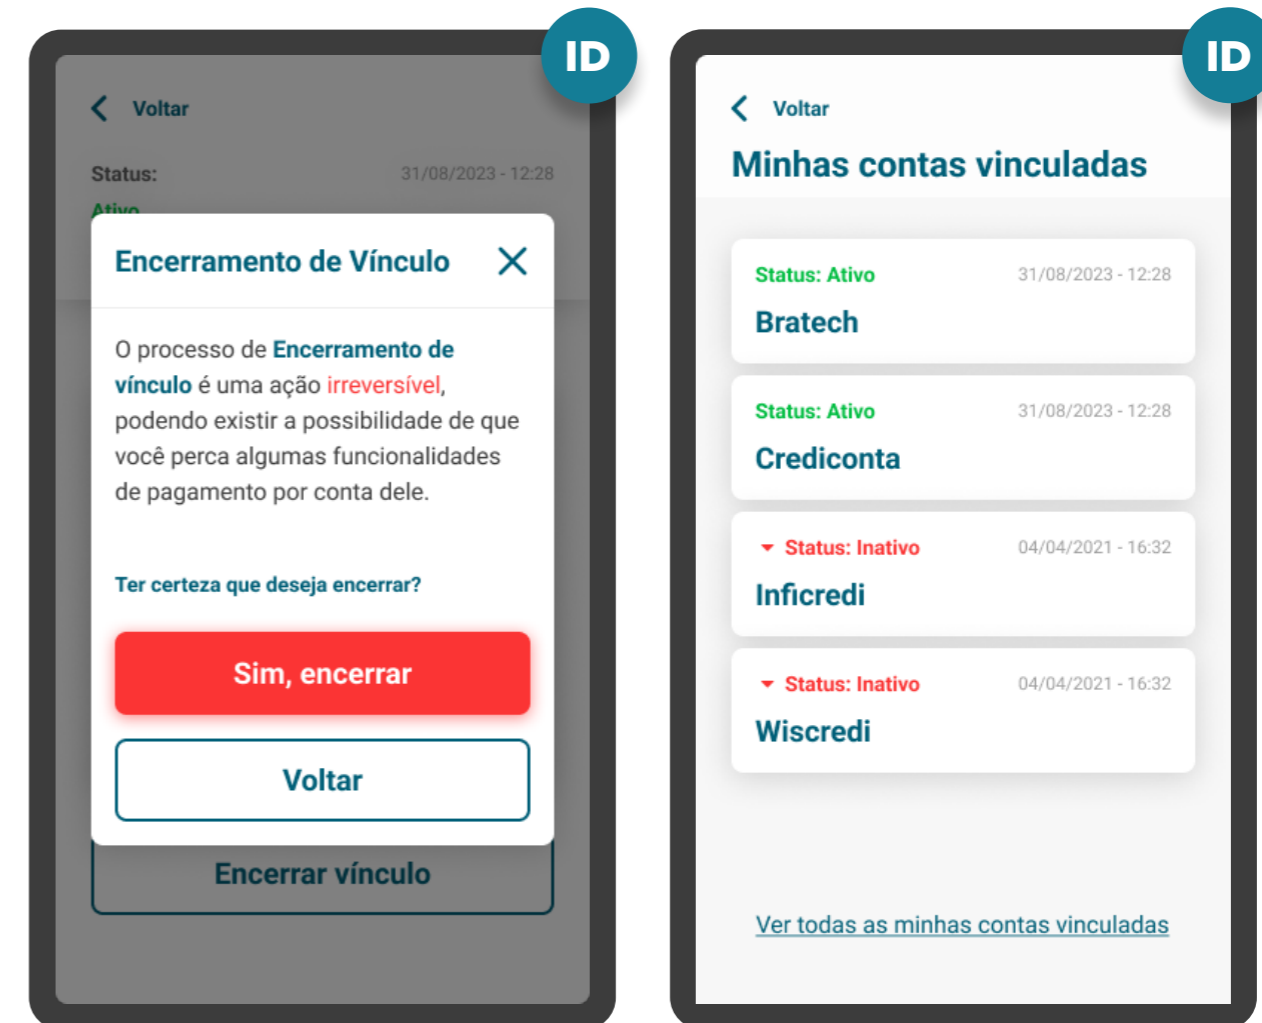 ID
Voltar
Status:
31/08/2023 - 12:28
Ativo
Encerramento de Vínculo
O processo de Encerramento de
vínculo é uma ação irreversível,
podendo existir a possibilidade de que
você perca algumas funcionalidades
de pagamento por conta dele.
Ter certeza que deseja encerrar?
Sim, encerrar
Voltar
Encerrar vínculo
ID
Voltar
Minhas contas vinculadas
Status: Ativo
31/08/2023 - 12:28
Bratech
Status: Ativo
31/08/2023 - 12:28
Crediconta
Status: Inativo
04/04/2021 - 16:32
Inficredi
Status: Inativo
04/04/2021 - 16:32
Wiscredi
Ver todas as minhas contas vinculadas